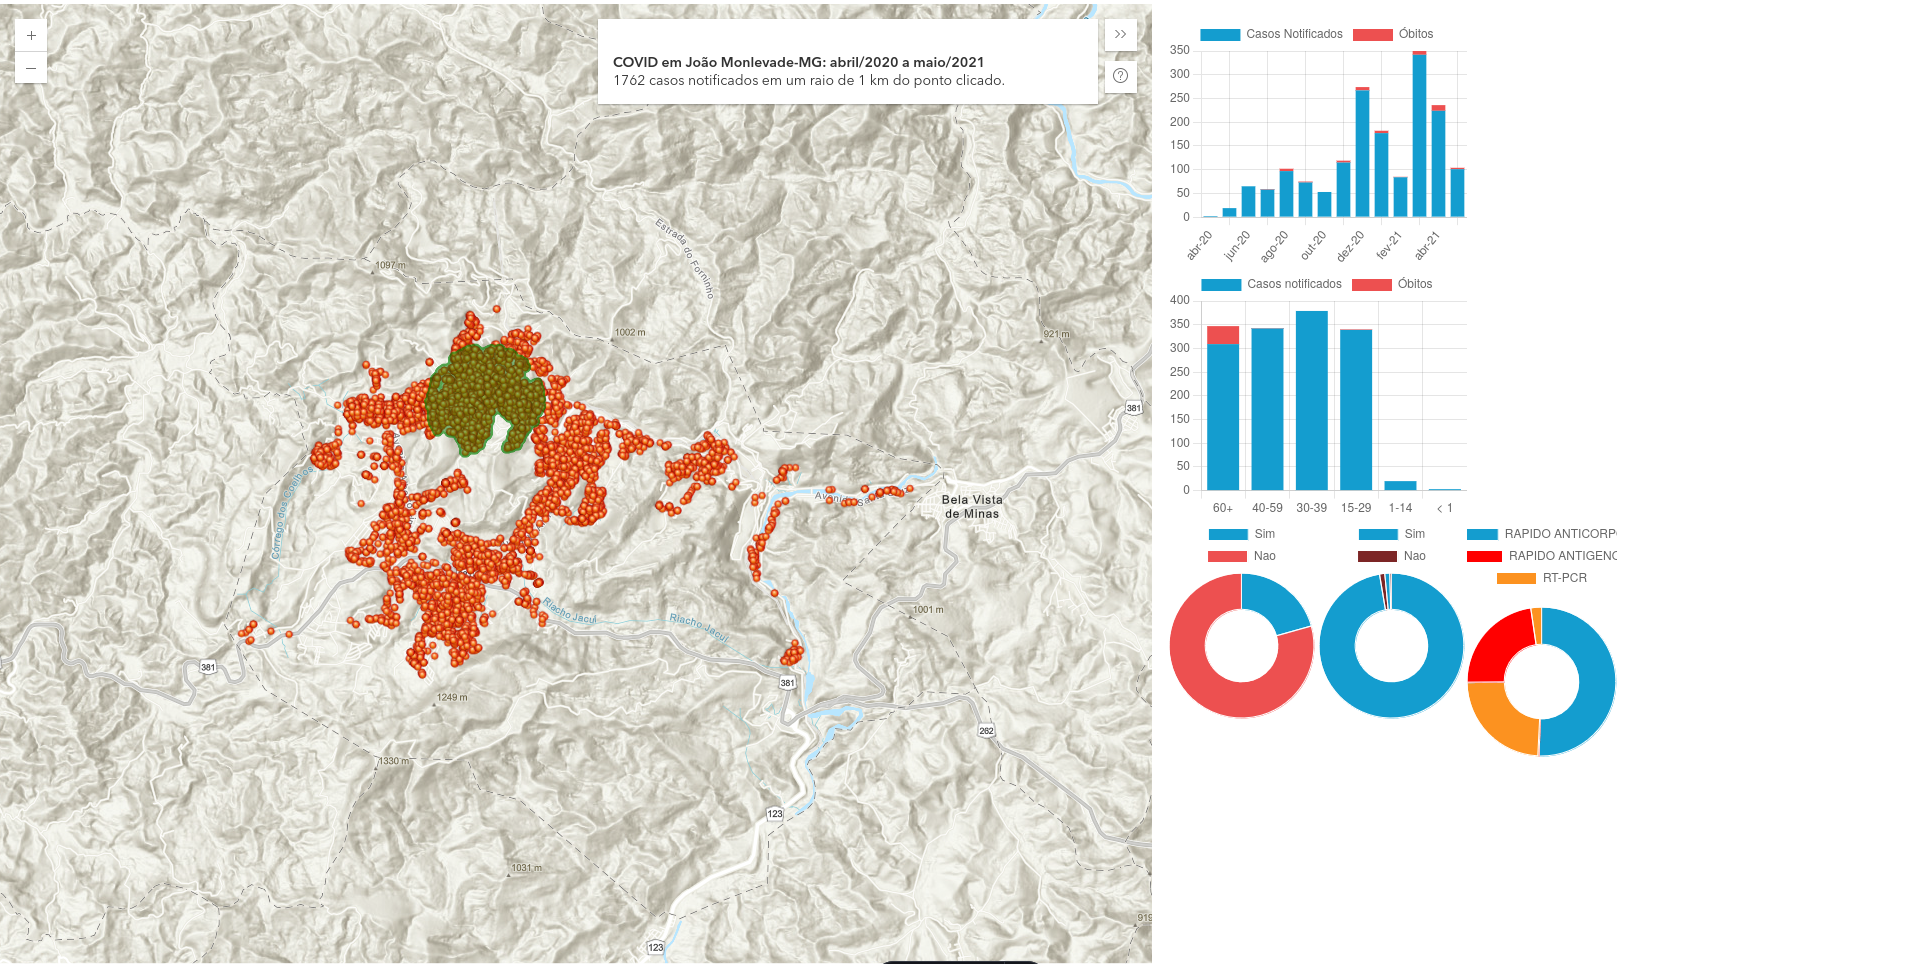 +
−
COVID em João Monlevade-MG: abril/2020 a maio/2021
1762 casos notificados em um raio de 1 km do ponto clicado.
Estrada do Forninho
1097 m
1002 m
921 m
381
Córrego dos Coelhos
Bela Vista
de Minas
Riacho Jacuí
Riacho Jacuí
1001 m
381
381
1249 m
262
1330 m
123
1031 m
919
123
Casos Notificados
Óbitos
350
300
250
200
150
100
50
0
abr-20
jun-20
ago-20
out-20
dez-20
fev-21
abr-21
Casos notificados
Óbitos
400
350
300
250
200
150
100
50
0
60+
40-59
30-39
15-29
1-14
< 1
Sim
Nao
Sim
Nao
RAPIDO ANTICORP
RAPIDO ANTIGENO
RT-PCR